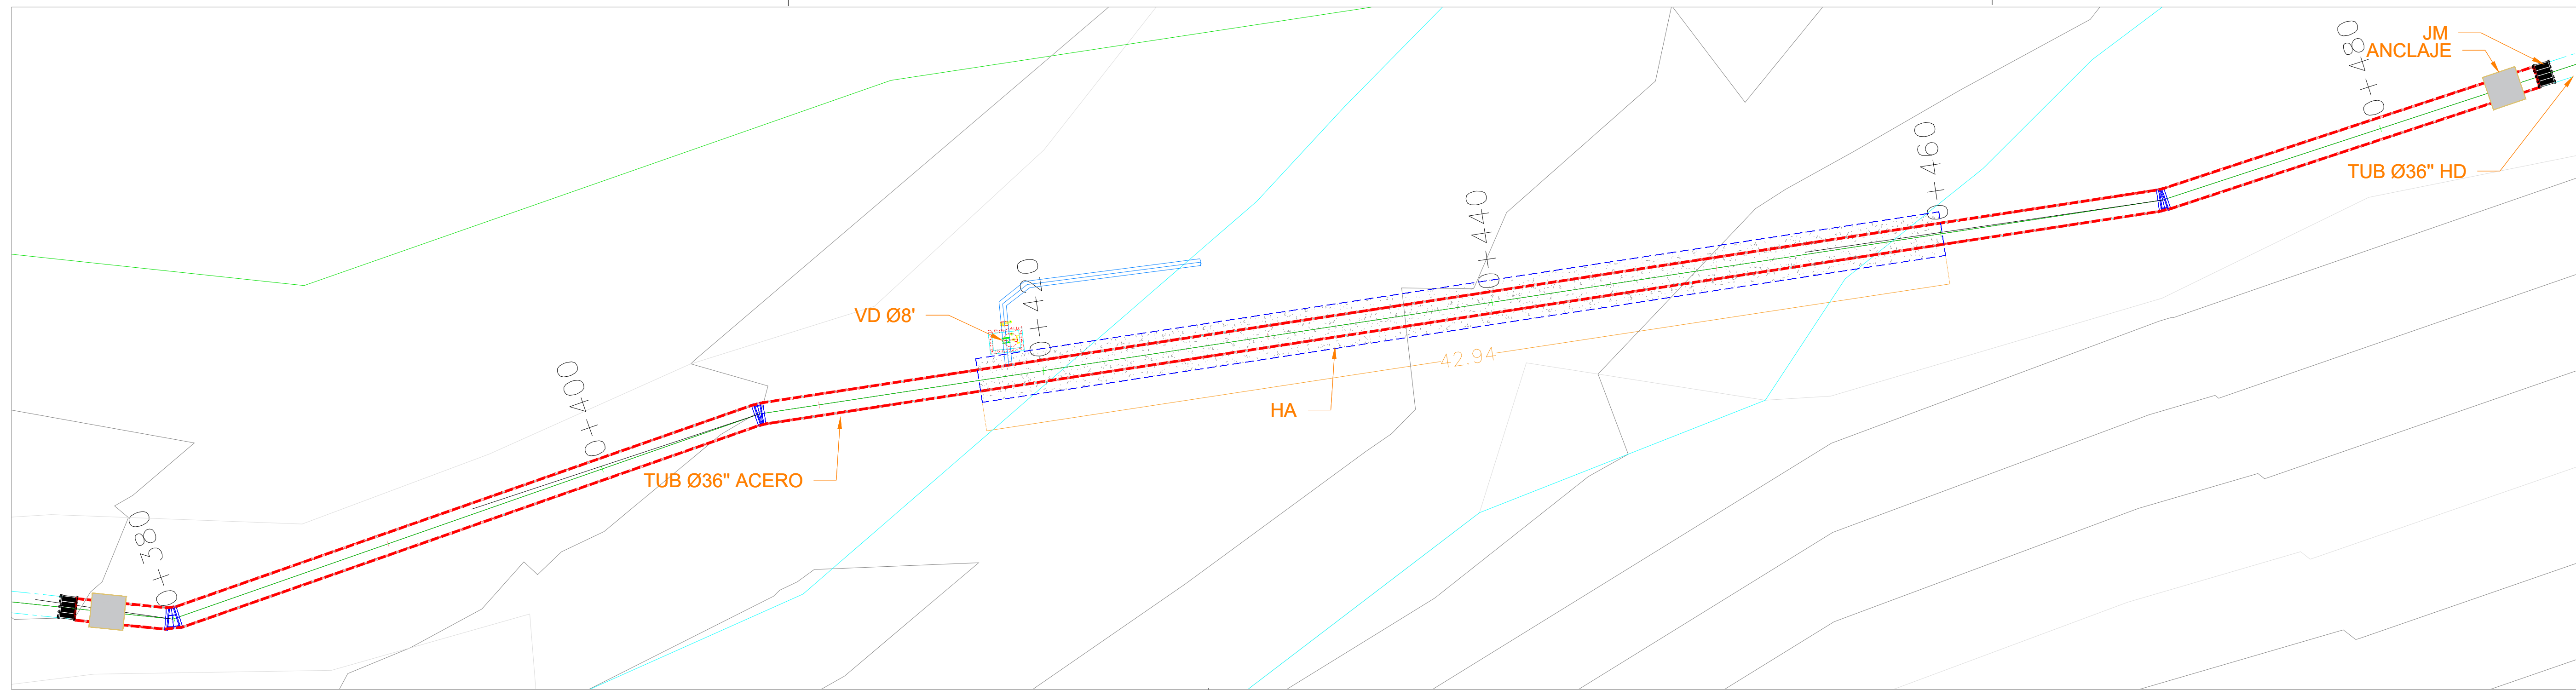 JM
ANCLAJE
0+480
TUB Ø36" HD
0+460
0+440
0+420
VD Ø8'
42.94
HA
0+400
TUB Ø36" ACERO
0+380